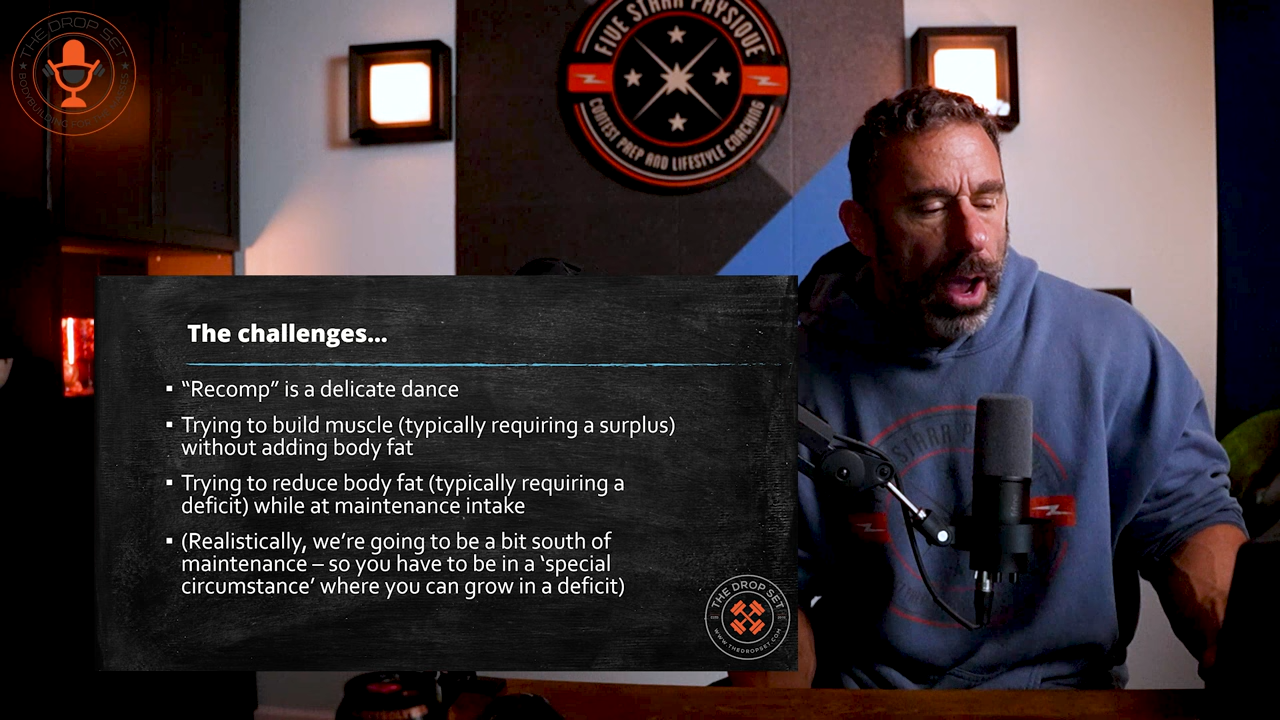 THE DROP SET
FIVE STARR PHYSIQUE
CONTEST PREP AND LIFESTYLE COACHING
The challenges...
▪ “Recomp” is a delicate dance
▪ Trying to build muscle (typically requiring a surplus)
without adding body fat
▪ Trying to reduce body fat (typically requiring a
deficit) while at maintenance intake
▪ (Realistically, we’re going to be a bit south of
maintenance – so you have to be in a ‘special
circumstance’ where you can grow in a deficit)
THE DROP SET
WWW.THEDROPSET.COM
STARR